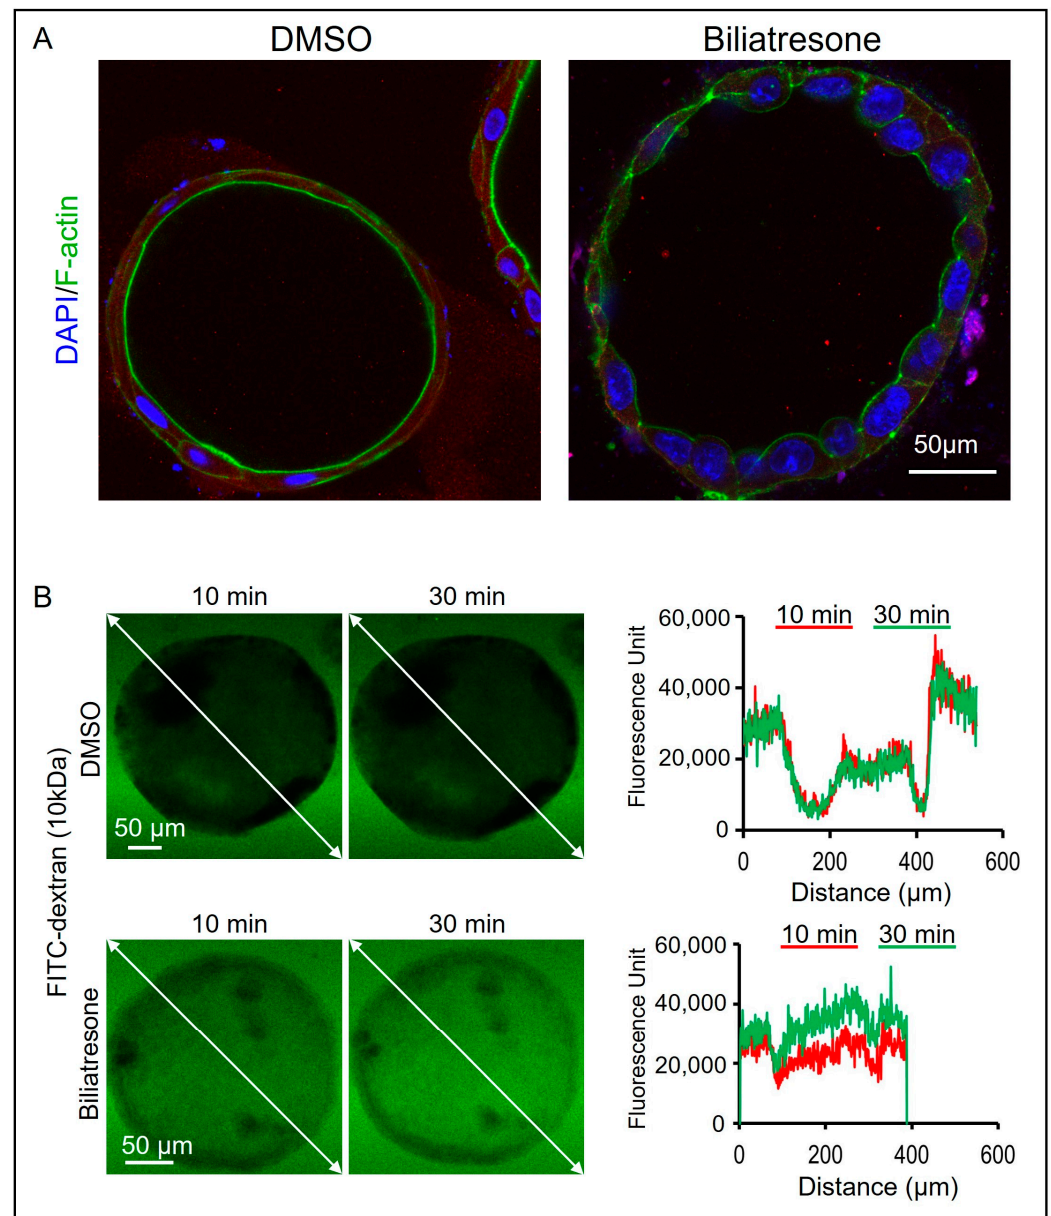 A
DMSO
Biliatresone
DAPI/F-actin
50µm
B
10 min
30 min
DMSO
50 µm
60,000
40,000
20,000
0
Fluorescence Unit
10 min
30 min
0
200
400
600
Distance (µm)
FITC-dextran (10kDa)
10 min
30 min
Biliatresone
50 µm
60,000
40,000
20,000
0
Fluorescence Unit
10 min
30 min
0
200
400
600
Distance (µm)